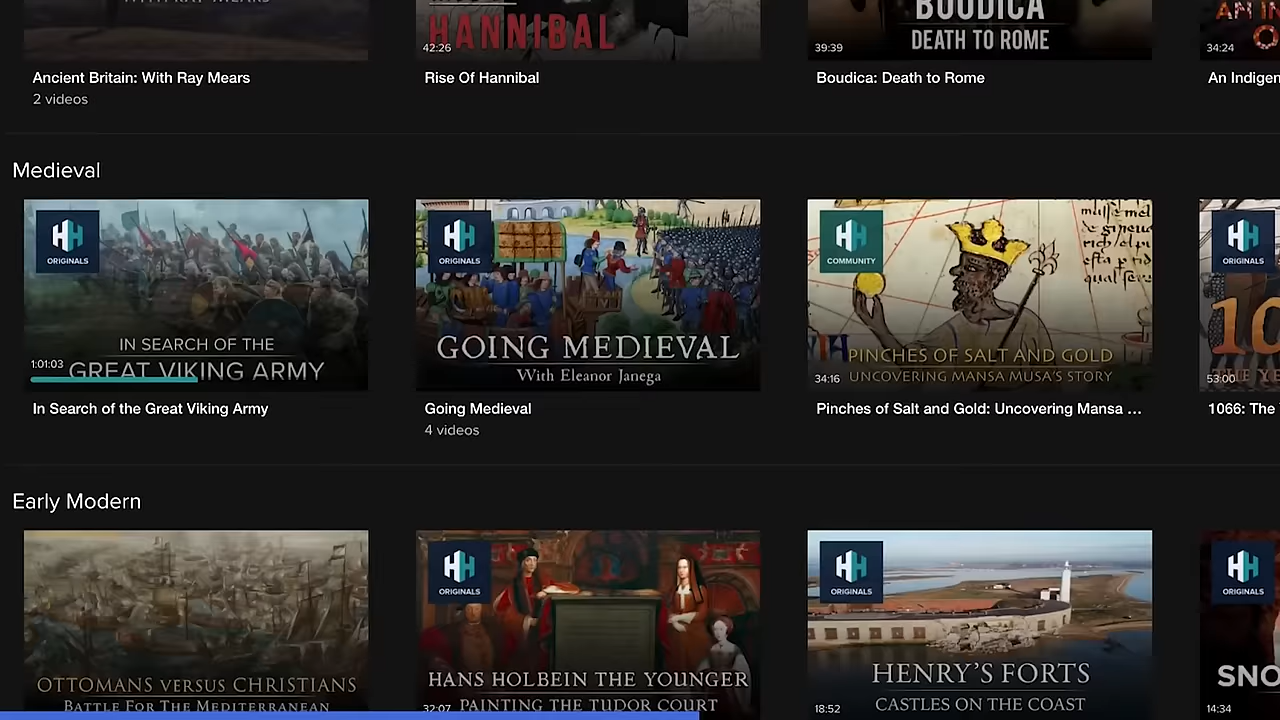 HANNIBAL
42:26
BOUDICA
DEATH TO ROME
39:39
AN IN
34:24
Ancient Britain: With Ray Mears
2 videos
Rise Of Hannibal
Boudica: Death to Rome
An Indigen
Medieval
ORIGINALS
IN SEARCH OF THE
GREAT VIKING ARMY
1:01:03
ORIGINALS
GOING MEDIEVAL
With Eleanor Janega
COMMUNITY
PINCHES OF SALT AND GOLD
UNCOVERING MANSA MUSA'S STORY
34:16
ORIGINALS
10
53:00
In Search of the Great Viking Army
Going Medieval
4 videos
Pinches of Salt and Gold: Uncovering Mansa ...
1066: The
Early Modern
OTTOMANS VERSUS CHRISTIANS
BATTLE FOR THE MEDITERRANEAN
ORIGINALS
HANS HOLBEIN THE YOUNGER
PAINTING THE TUDOR COURT
32:07
ORIGINALS
HENRY'S FORTS
CASTLES ON THE COAST
18:52
ORIGINALS
SNO
14:34